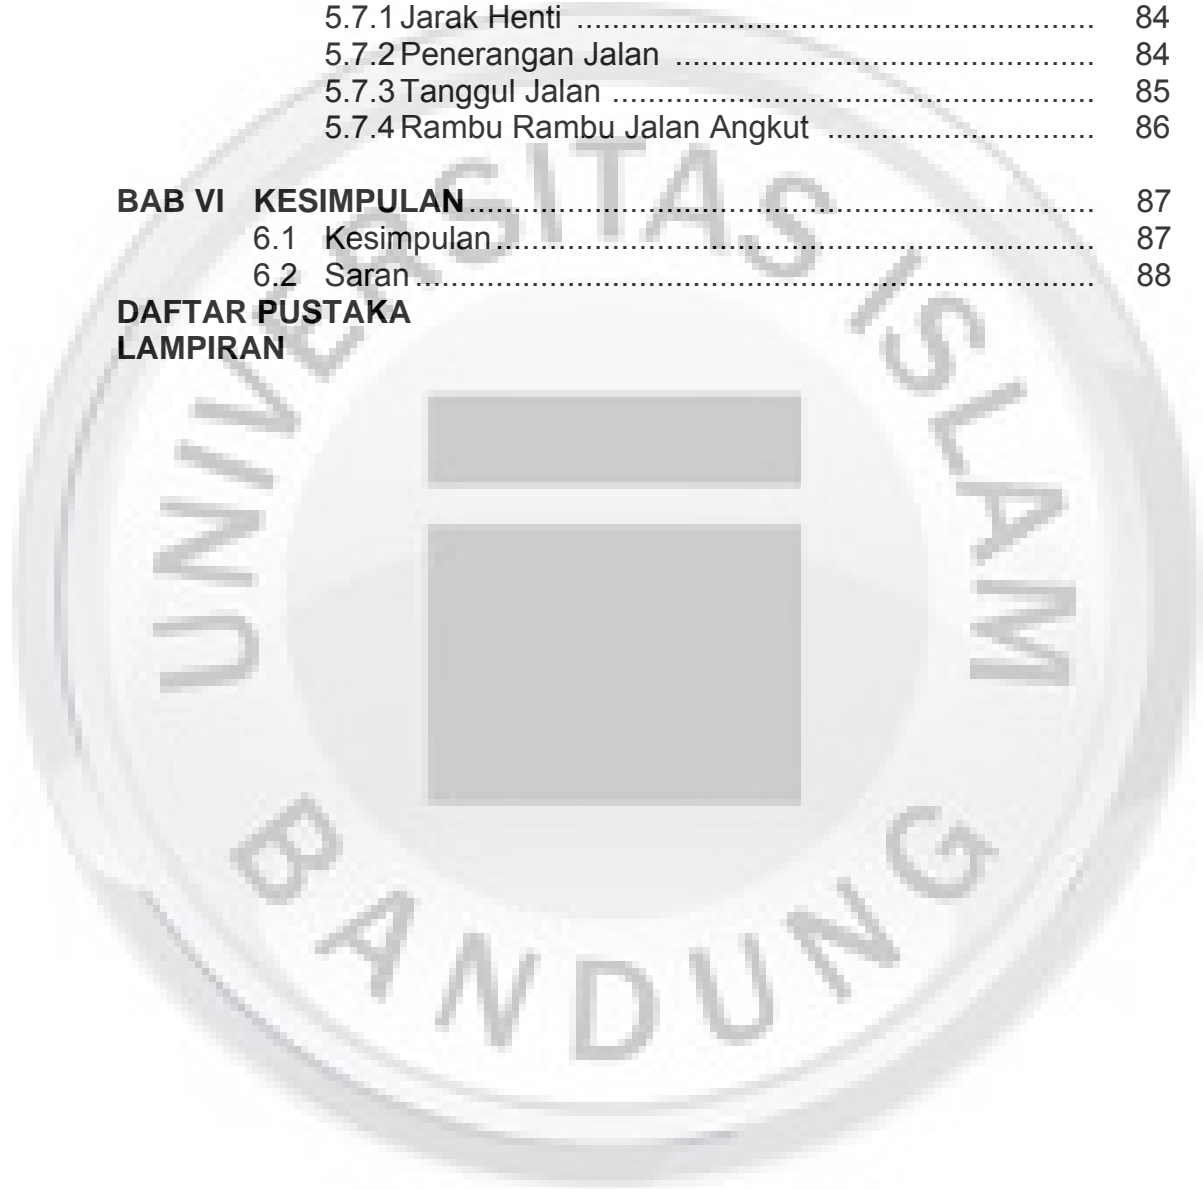 5.7.1 Jarak Henti .......................................................... 84
5.7.2 Penerangan Jalan ............................................... 84
5.7.3 Tanggul Jalan ...................................................... 85
5.7.4 Rambu Rambu Jalan Angkut .............................. 86
BAB VI KESIMPULAN...................................................................... 87
6.1 Kesimpulan................................................................... 87
6.2 Saran............................................................................ 88
DAFTAR PUSTAKA
LAMPIRAN
UNIVERSITAS ISLAM
BANDUNG